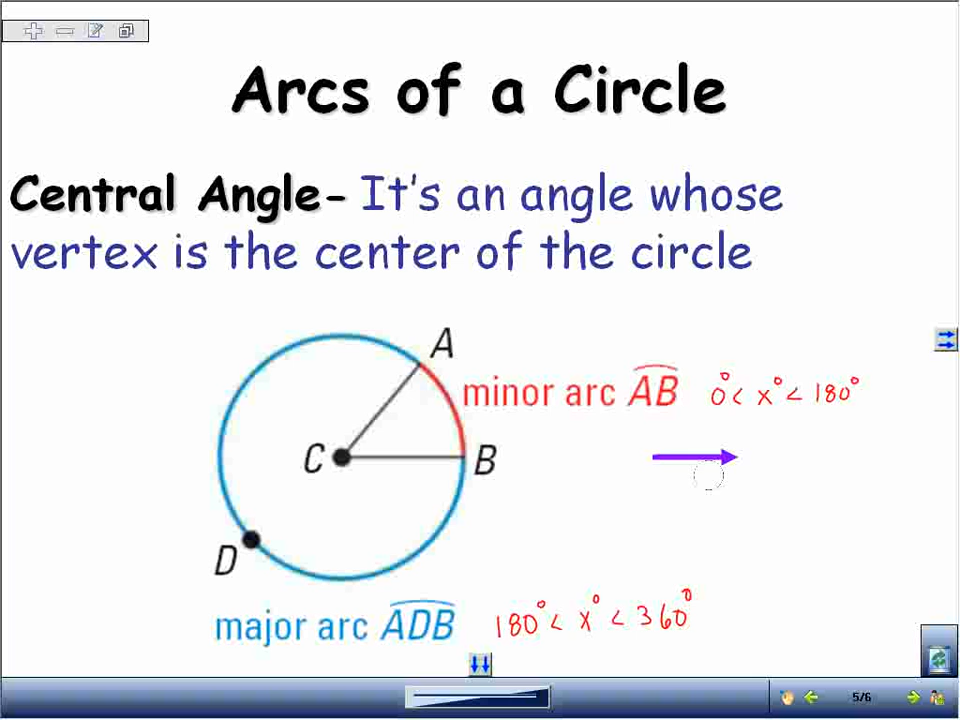 Arcs of a Circle
Central Angle- It's an angle whose
vertex is the center of the circle
A
minor arc AB 0° < x° < 180°
C
B
D
major arc ADB 180° < x° < 360°
5/6